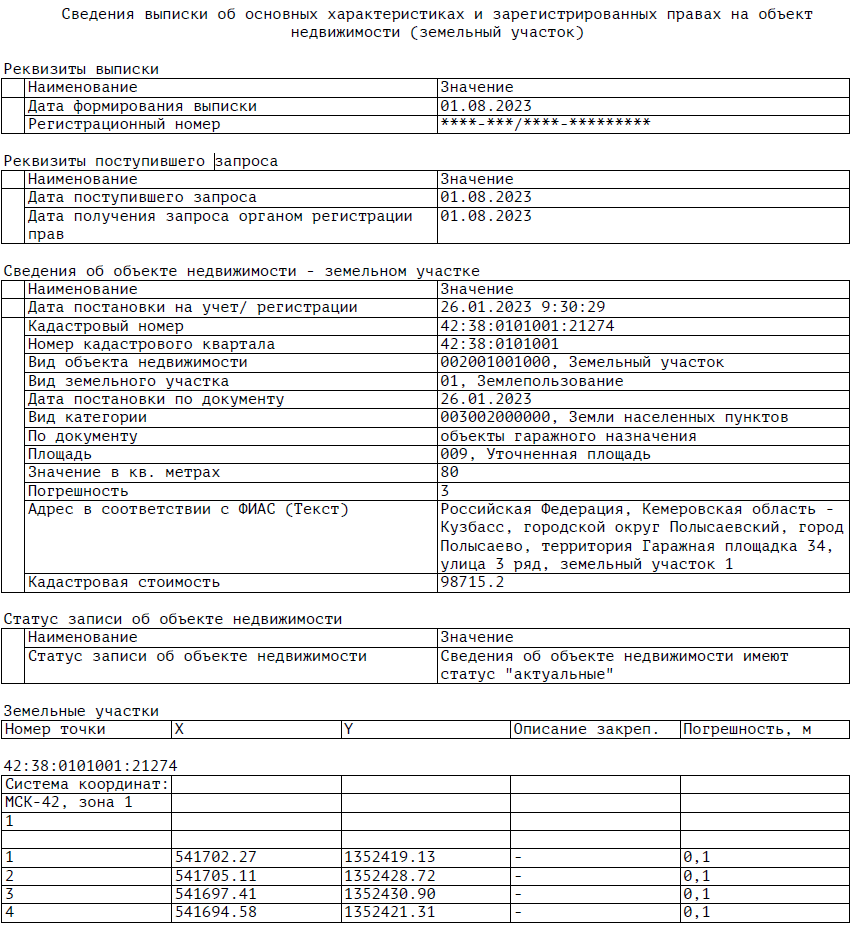 Сведения выписки об основных характеристиках и зарегистрированных правах на объект
недвижимости (земельный участок)
Реквизиты выписки
Наименование Значение
Дата формирования выписки 01.08.2023
Регистрационный номер ****-***/****-*********
Реквизиты поступившего запроса
Наименование Значение
Дата поступившего запроса 01.08.2023
Дата получения запроса органом регистрации 01.08.2023
прав
Сведения об объекте недвижимости - земельном участке
Наименование Значение
Дата постановки на учет/ регистрации 26.01.2023 9:30:29
Кадастровый номер 42:38:0101001:21274
Номер кадастрового квартала 42:38:0101001
Вид объекта недвижимости 002001001000, Земельный участок
Вид земельного участка 01, Землепользование
Дата постановки по документу 26.01.2023
Вид категории 003002000000, Земли населенных пунктов
По документу объекты гаражного назначения
Площадь 009, Уточненная площадь
Значение в кв. метрах 80
Погрешность 3
Адрес в соответствии с ФИАС (Текст) Российская Федерация, Кемеровская область -
Кузбасс, городской округ Полысаевский, город
Полысаево, территория Гаражная площадка 34,
улица 3 ряд, земельный участок 1
Кадастровая стоимость 98715.2
Статус записи об объекте недвижимости
Наименование Значение
Статус записи об объекте недвижимости Сведения об объекте недвижимости имеют
статус "актуальные"
Земельные участки
Номер точки X Y Описание закреп. Погрешность, м
42:38:0101001:21274
Система координат:
МСК-42, зона 1
1
1 541702.27 1352419.13 - 0,1
2 541705.11 1352428.72 - 0,1
3 541697.41 1352430.90 - 0,1
4 541694.58 1352421.31 - 0,1